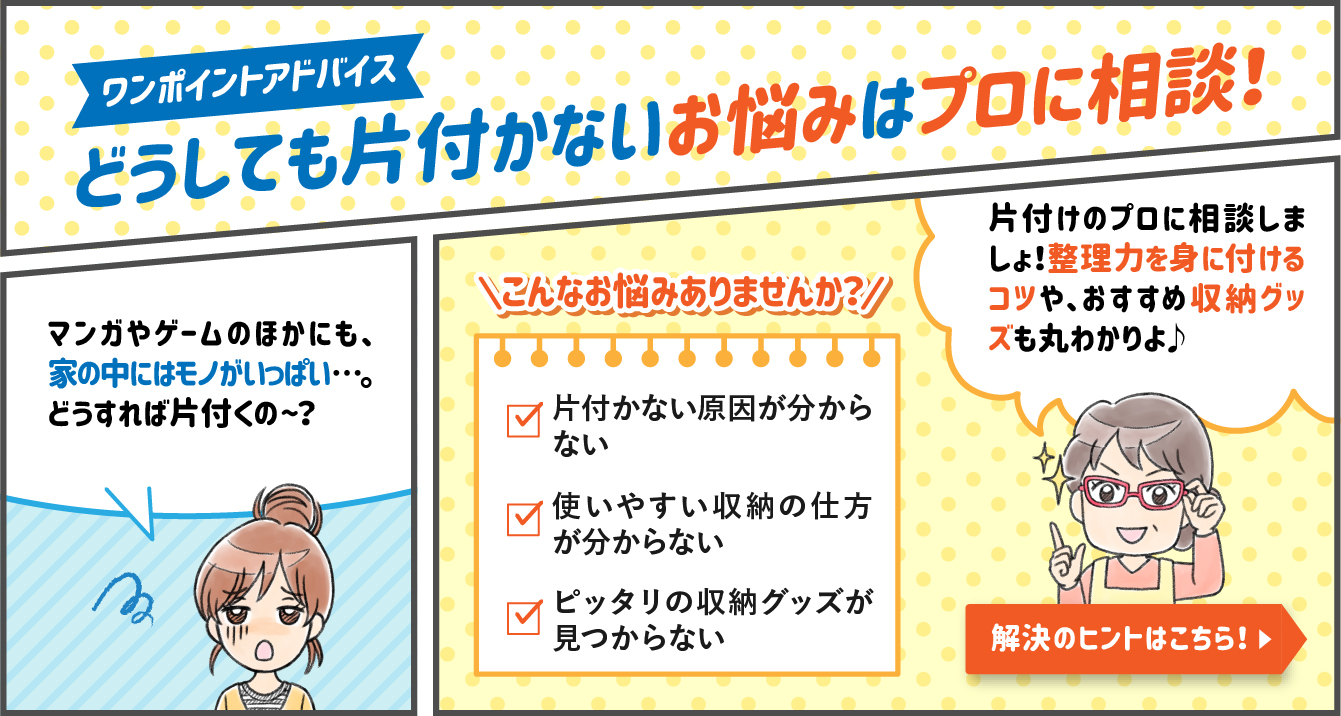 ワンポイントアドバイス
どうしても片付かないお悩みはプロに相談！
マンガやゲームのほかにも、
家の中にはモノがいっぱい…。
どうすれば片付くの～？
\こんなお悩みありませんか？/
片付かない原因が分から
ない
使いやすい収納の仕方
が分からない
ピッタリの収納グッズが
見つからない
片付けのプロに相談しま
しょ！整理力を身に付ける
コツや、おすすめ収納グッ
ズも丸わかりよ♪
解決のヒントはこちら！